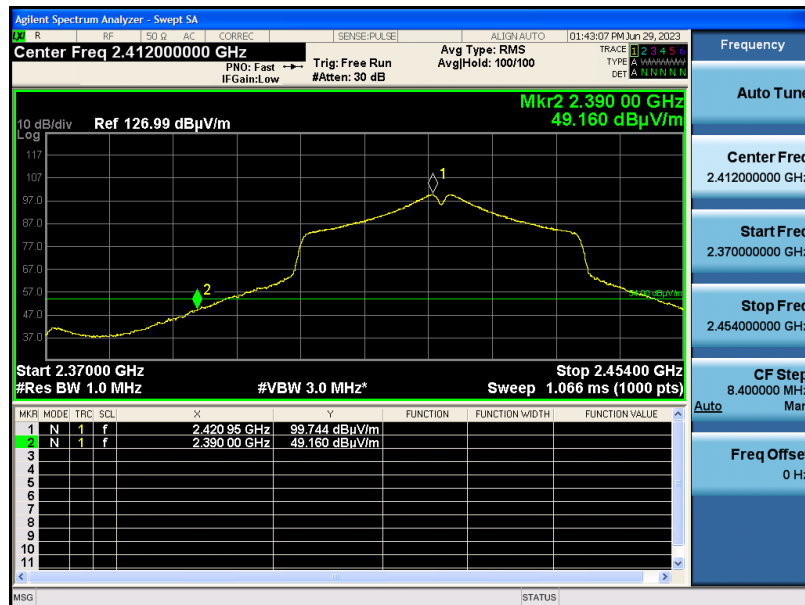 Agilent Spectrum Analyzer - Swept SA
LXI R RF 50 Ω AC CORREC SENSE:PULSE ALIGN AUTO 01:43:07 PM Jun 29, 2023
Center Freq 2.412000000 GHz
PNO: Fast
IFGain:Low
Trig: Free Run
#Atten: 30 dB
Avg Type: RMS
Avg|Hold: 100/100
TRACE 1 2 3 4 5 6
TYPE A
DET A N N N N N
Mkr2 2.390 00 GHz
49.160 dBµV/m
10 dB/div Ref 126.99 dBµV/m
Log
117
107
97.0
87.0
77.0
67.0
57.0
47.0
37.0
1
2
54.00 dBµV/m
Start 2.37000 GHz Stop 2.45400 GHz
#Res BW 1.0 MHz #VBW 3.0 MHz* Sweep 1.066 ms (1000 pts)
MKR MODE TRC SCL X Y FUNCTION FUNCTION WIDTH FUNCTION VALUE
1 N 1 f 2.420 95 GHz 99.744 dBµV/m
2 N 1 f 2.390 00 GHz 49.160 dBµV/m
3
4
5
6
7
8
9
10
11
MSG STATUS
Frequency
Auto Tune
Center Freq
2.412000000 GHz
Start Freq
2.370000000 GHz
Stop Freq
2.454000000 GHz
CF Step
8.400000 MHz
Auto Man
Freq Offset
0 Hz